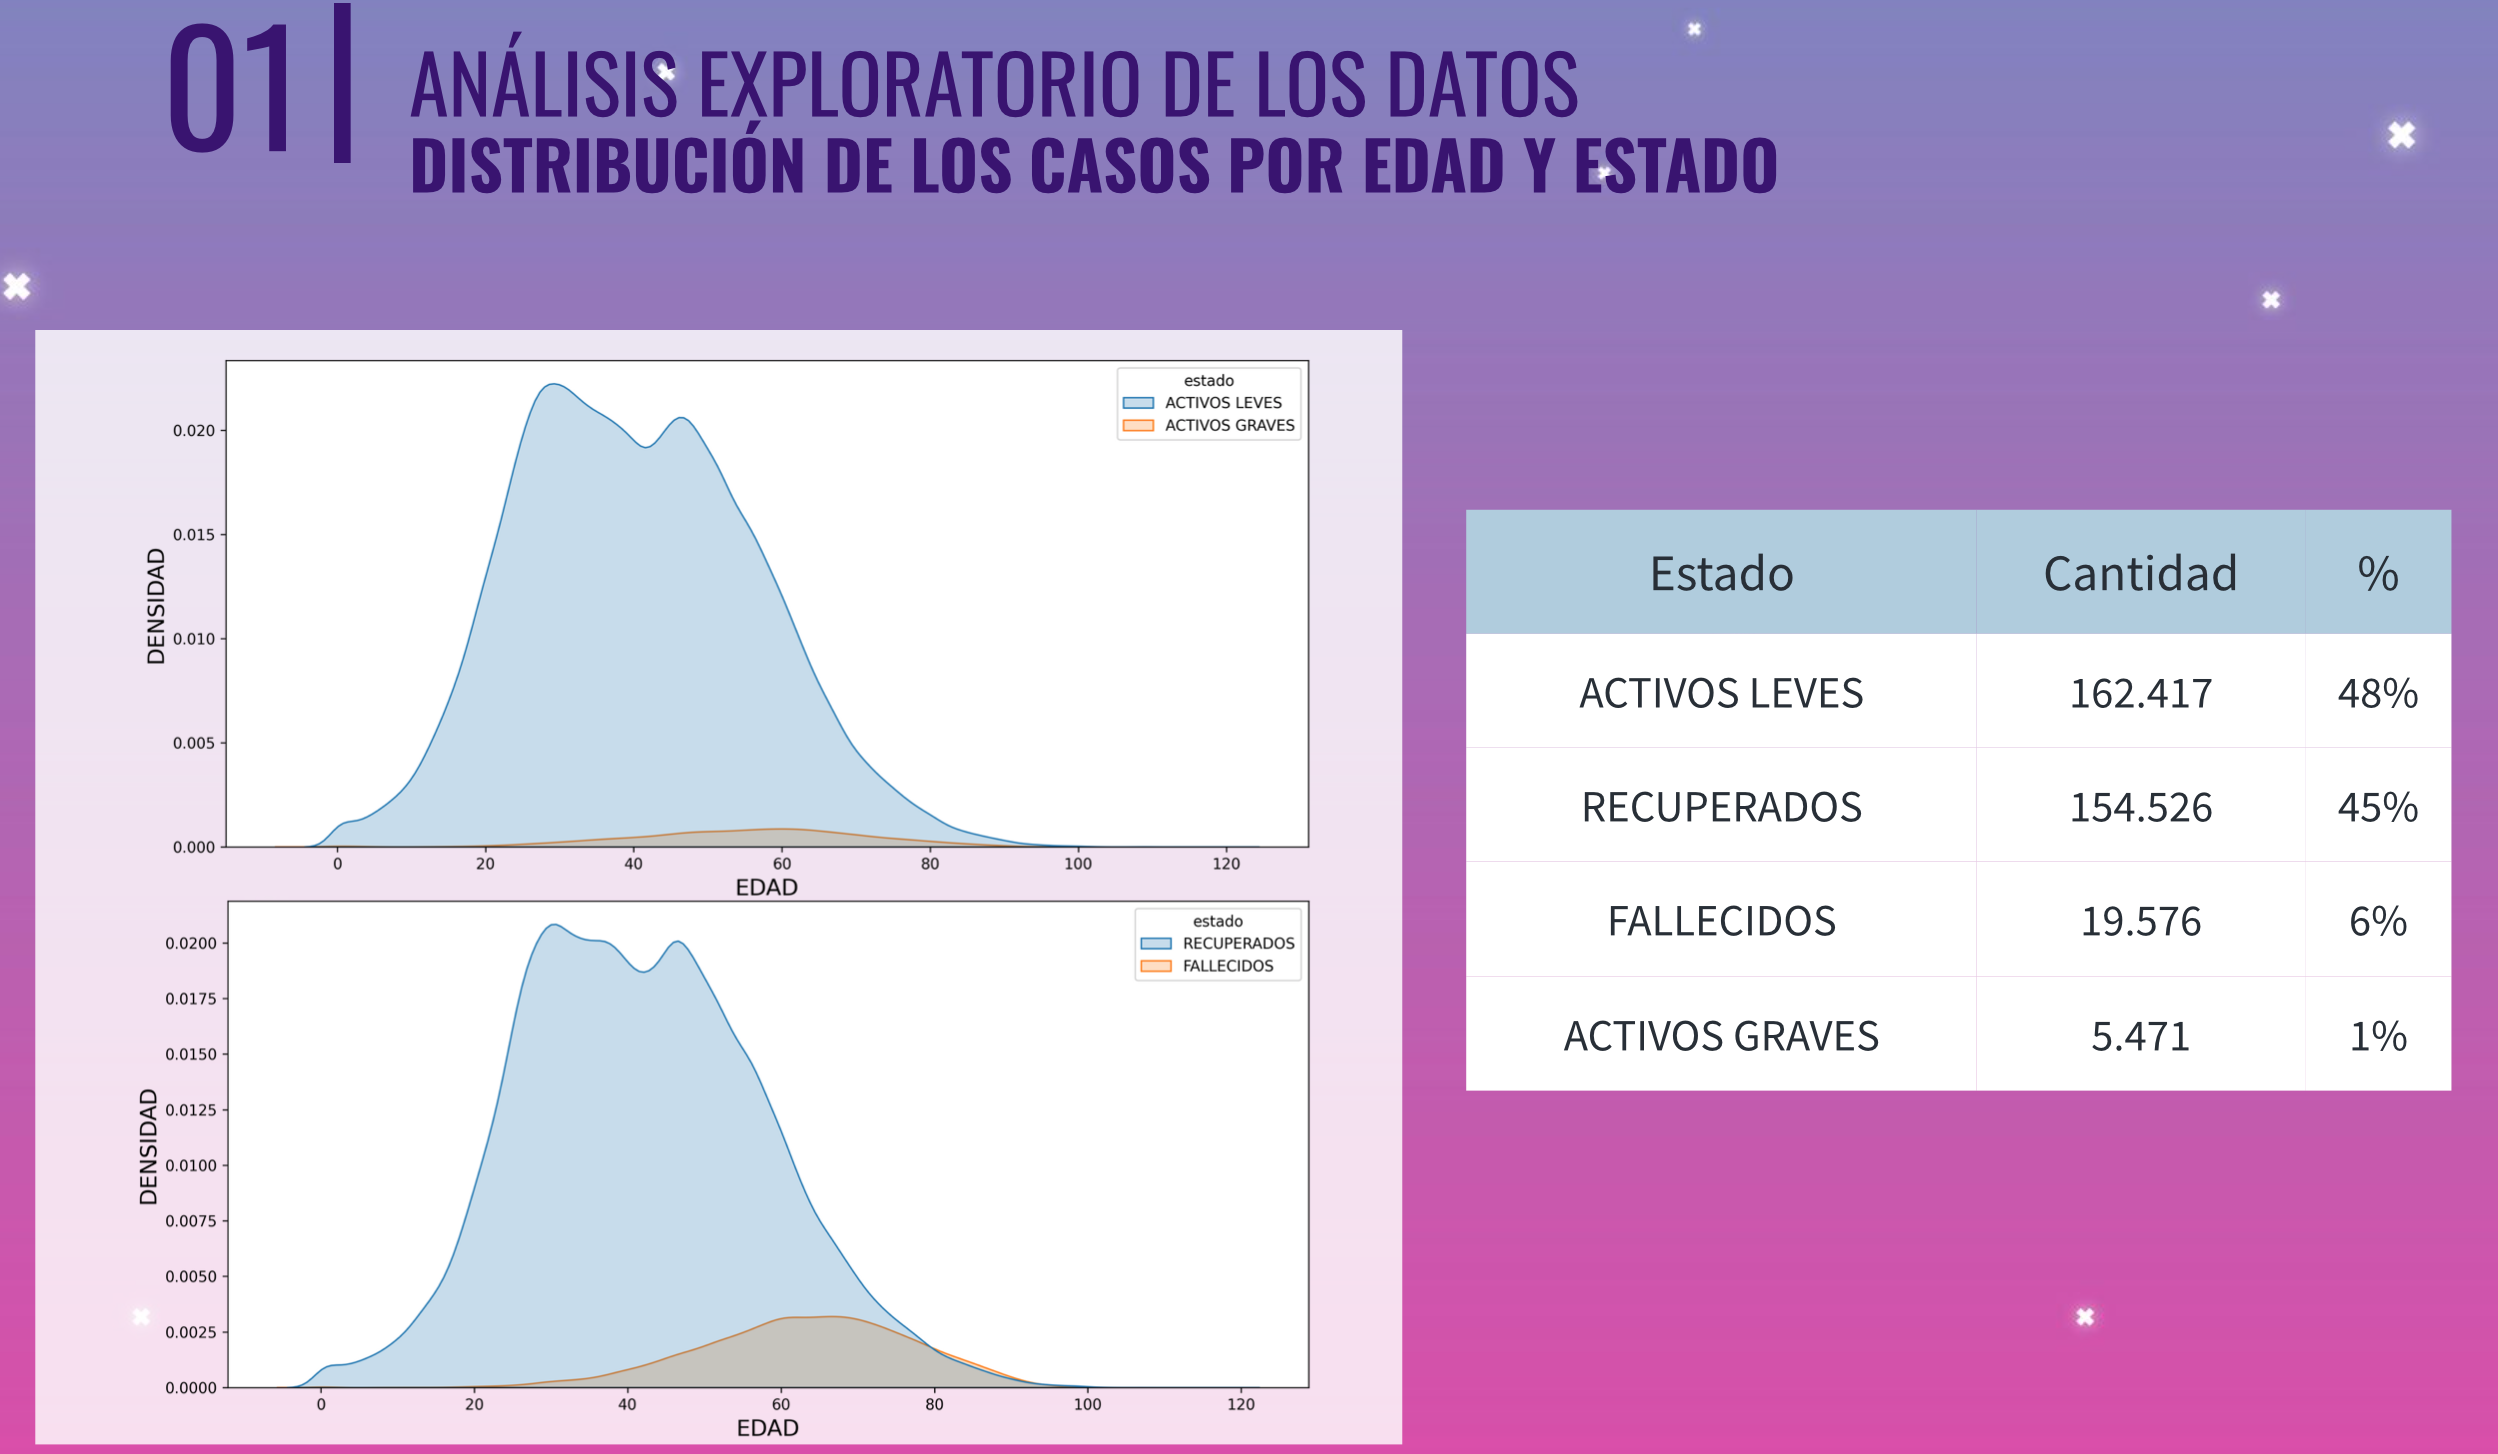 01
ANÁLISIS EXPLORATORIO DE LOS DATOS
DISTRIBUCIÓN DE LOS CASOS POR EDAD Y ESTADO
estado
ACTIVOS LEVES
ACTIVOS GRAVES
DENSIDAD
0.020
0.015
0.010
0.005
0.000
0 20 40 60 80 100 120
EDAD
estado
RECUPERADOS
FALLECIDOS
DENSIDAD
0.0200
0.0175
0.0150
0.0125
0.0100
0.0075
0.0050
0.0025
0.0000
0 20 40 60 80 100 120
EDAD
Estado Cantidad %
ACTIVOS LEVES 162.417 48%
RECUPERADOS 154.526 45%
FALLECIDOS 19.576 6%
ACTIVOS GRAVES 5.471 1%